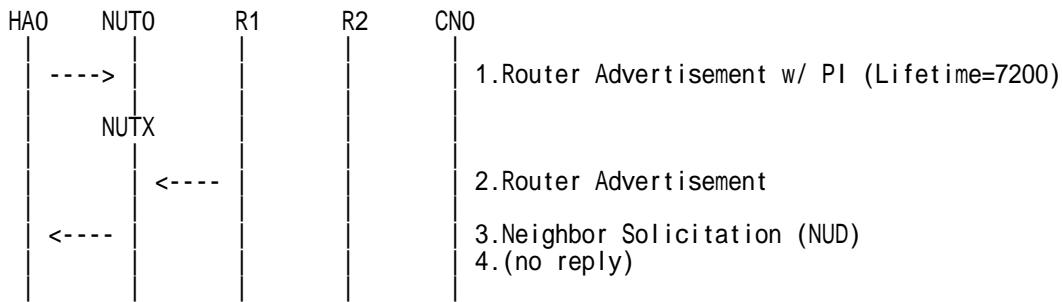 HA0 NUT0 R1 R2 CN0
----> 1.Router Advertisement w/ PI (Lifetime=7200)
NUTX
<---- 2.Router Advertisement
<---- 3.Neighbor Solicitation (NUD)
4.(no reply)